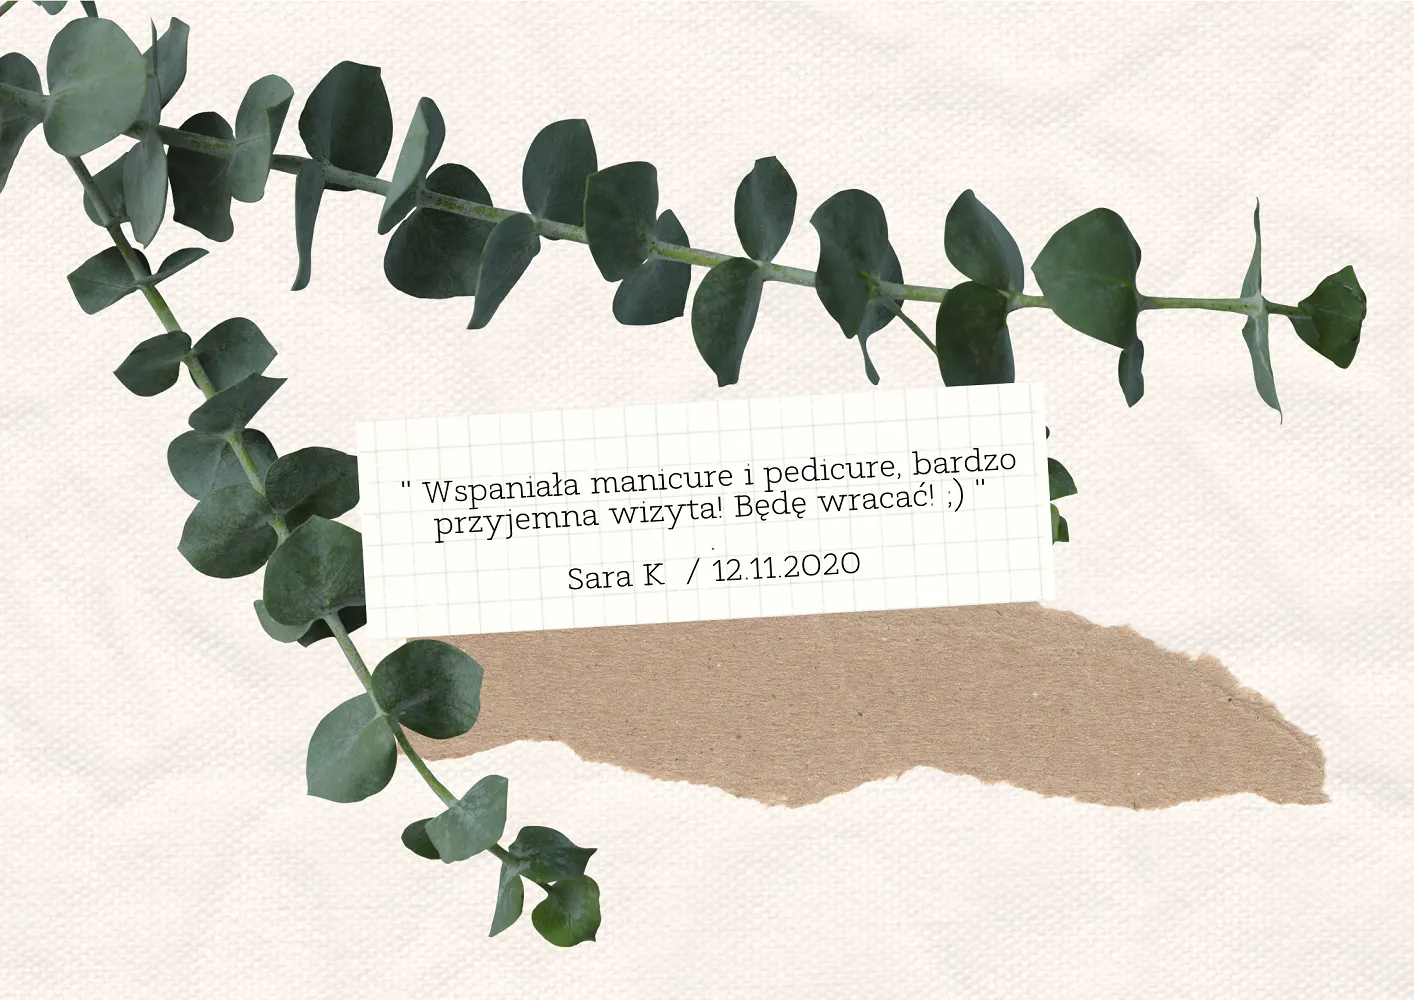 " Wspaniała manicure i pedicure, bardzo
przyjemna wizyta! Będę wracać! ;) "
Sara K / 12.11.2020